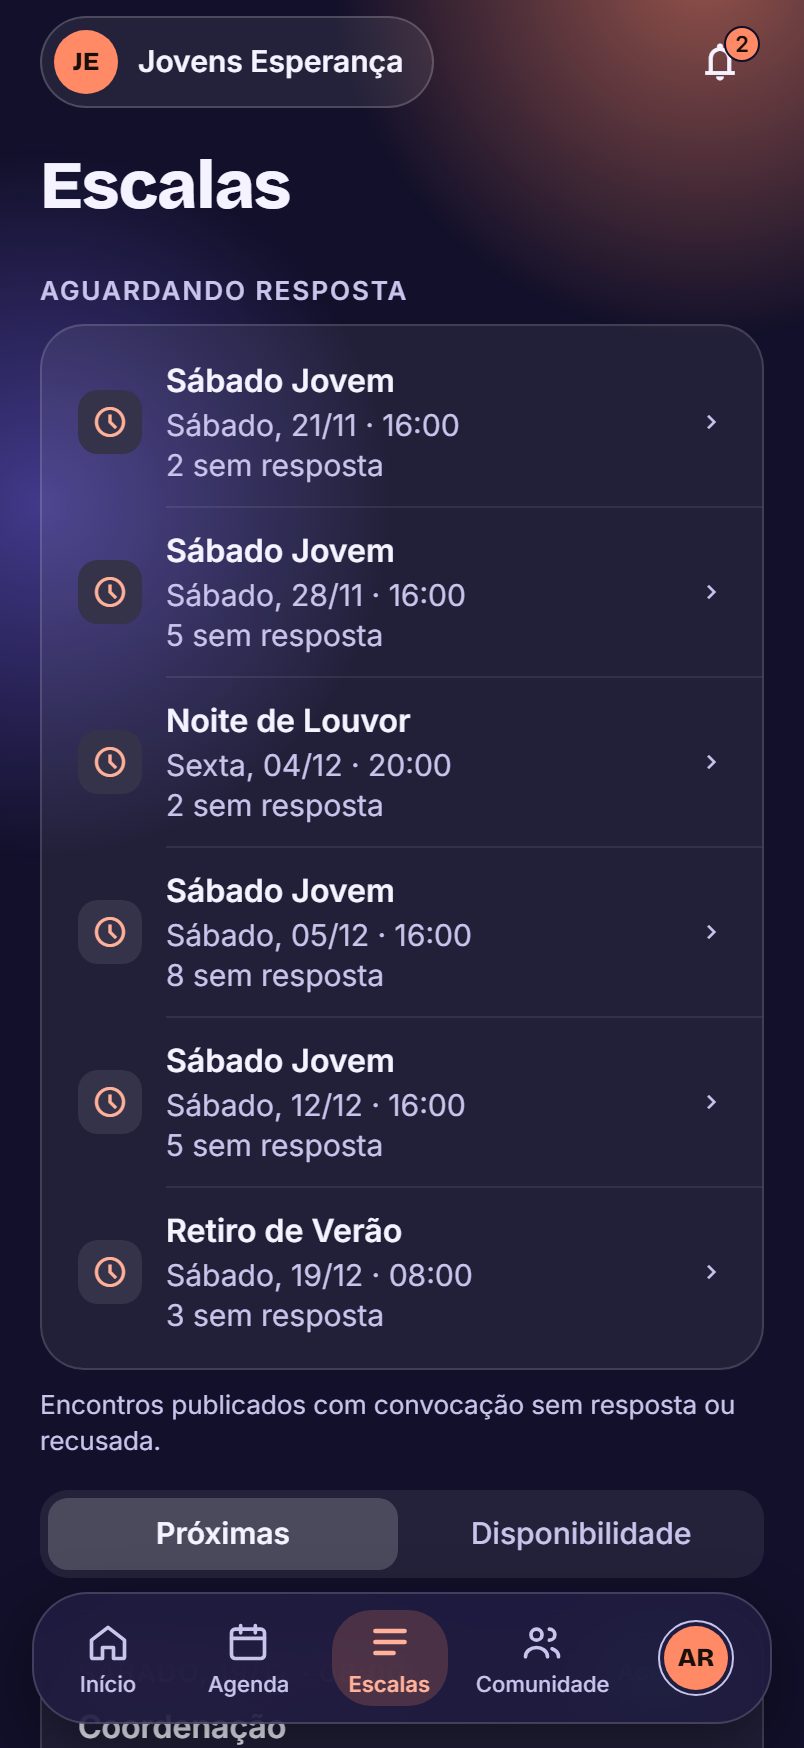 JE
Jovens Esperança
2
Escalas
AGUARDANDO RESPOSTA
Sábado Jovem
Sábado, 21/11 · 16:00
2 sem resposta
Sábado Jovem
Sábado, 28/11 · 16:00
5 sem resposta
Noite de Louvor
Sexta, 04/12 · 20:00
2 sem resposta
Sábado Jovem
Sábado, 05/12 · 16:00
8 sem resposta
Sábado Jovem
Sábado, 12/12 · 16:00
5 sem resposta
Retiro de Verão
Sábado, 19/12 · 08:00
3 sem resposta
Encontros publicados com convocação sem resposta ou
recusada.
Próximas
Disponibilidade
Início
Agenda
Escalas
Comunidade
AR
Coordenação